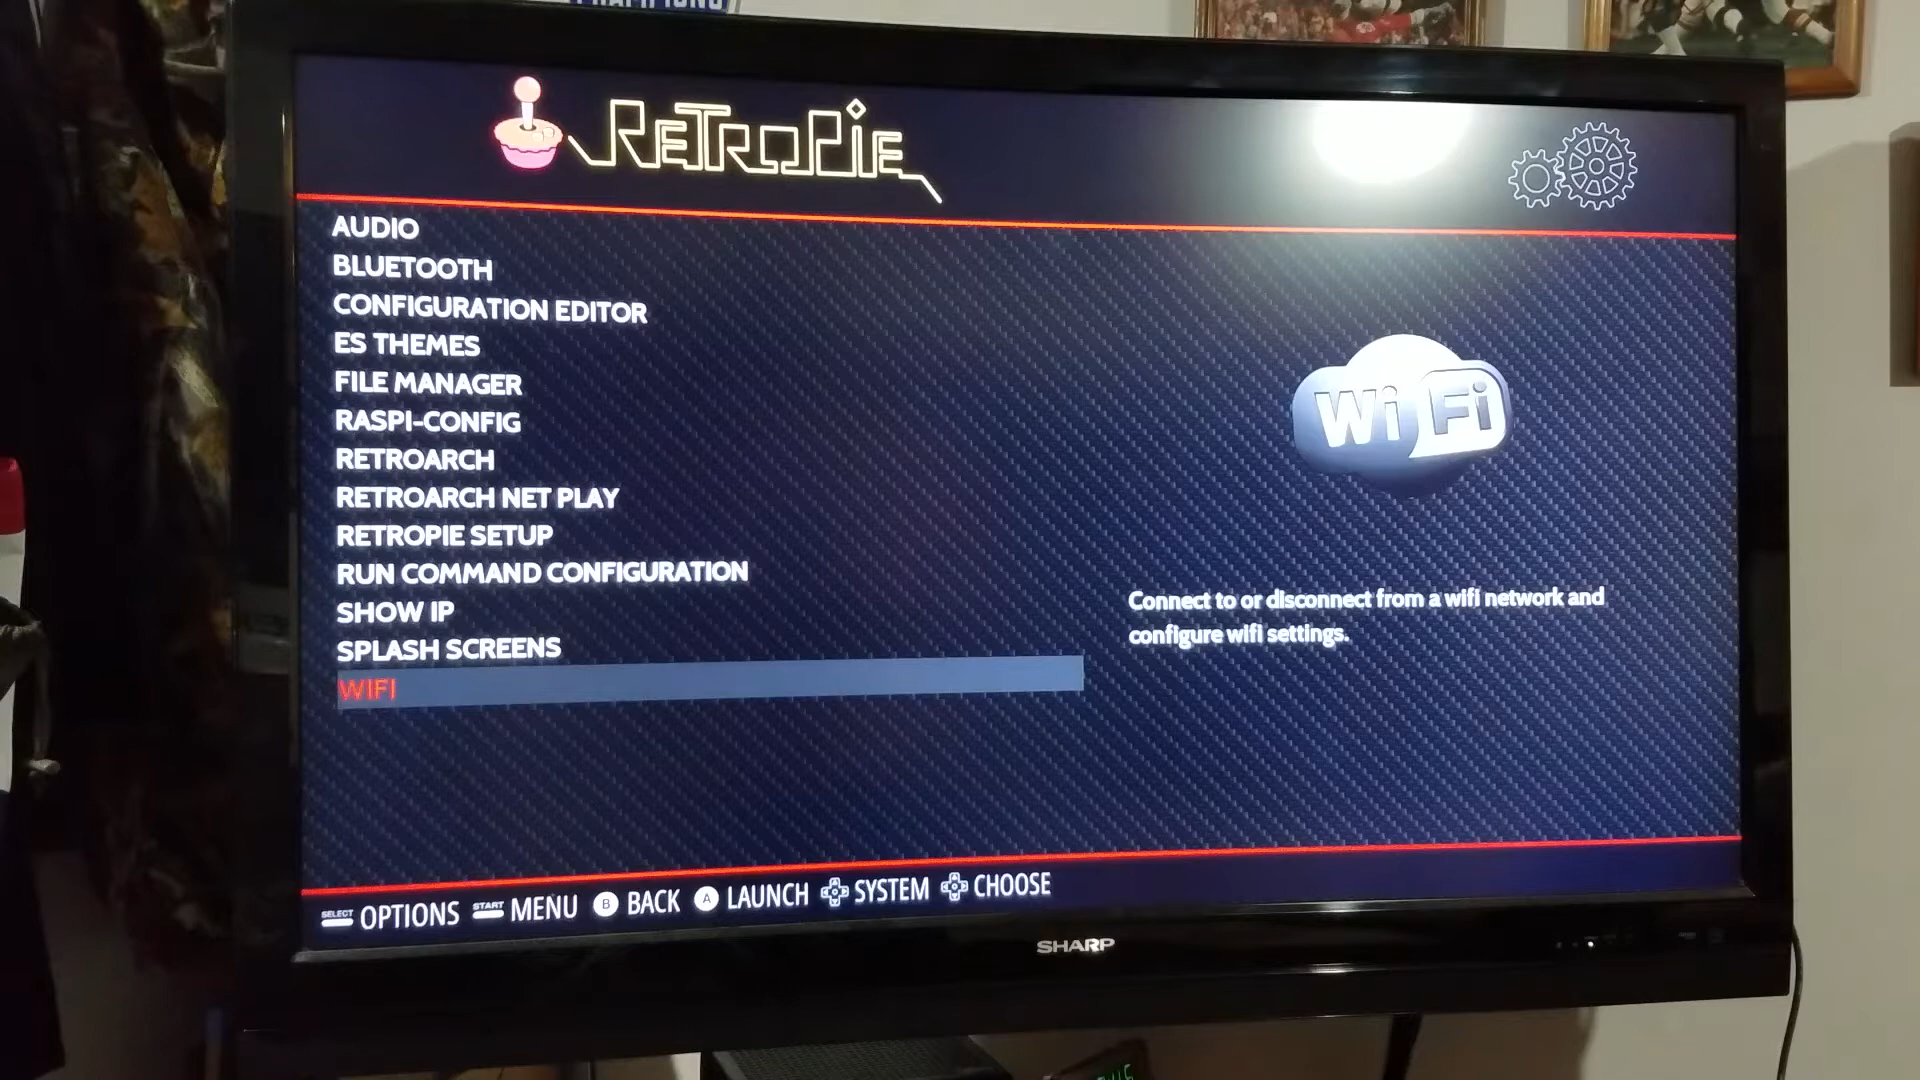 RETROPIE
AUDIO
BLUETOOTH
CONFIGURATION EDITOR
ES THEMES
FILE MANAGER
RASPI-CONFIG
RETROARCH
RETROARCH NET PLAY
RETROPIE SETUP
RUN COMMAND CONFIGURATION
SHOW IP
SPLASH SCREENS
WIFI
Wi Fi
Connect to or disconnect from a wifi network and
configure wifi settings.
SELECT OPTIONS START MENU B BACK A LAUNCH SYSTEM CHOOSE
SHARP